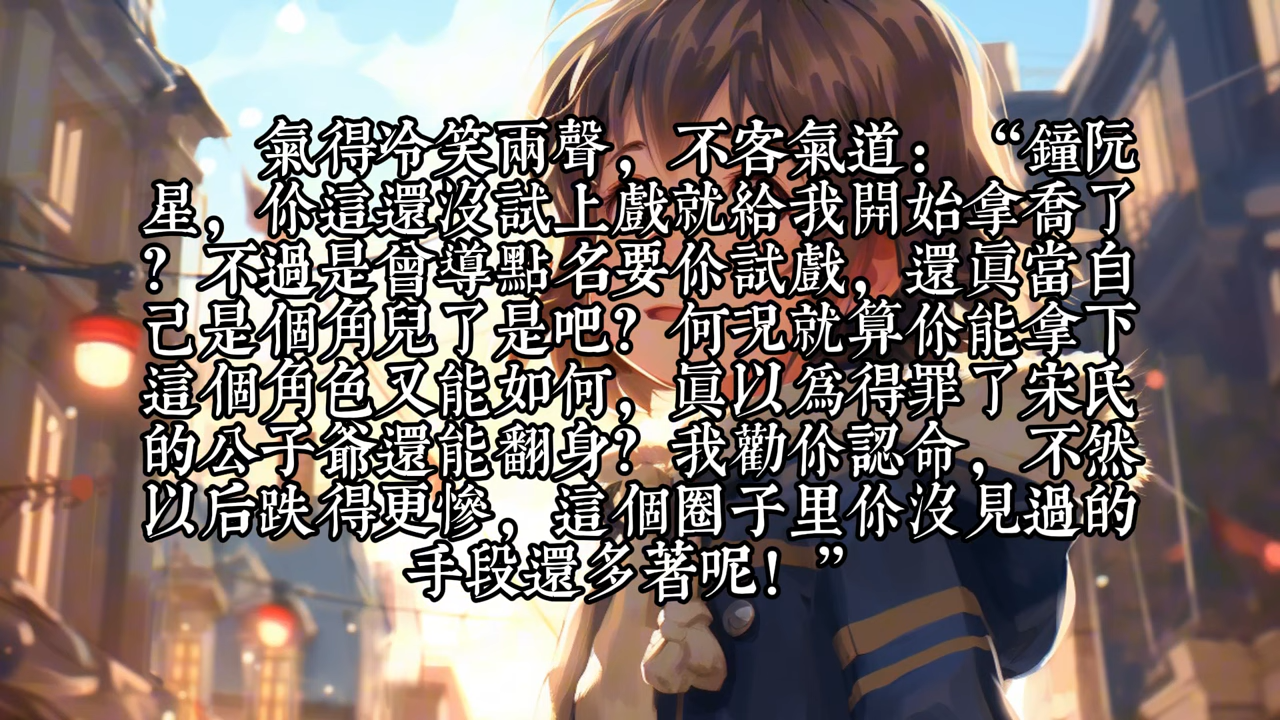 氣得冷笑兩聲，不客氣道：“鐘阮
星，你這還沒試上戲就給我開始拿喬了
？不過是曾導點名要你試戲，還眞當自
己是個角兒了是吧？何況就算你能拿下
這個角色又能如何，眞以爲得罪了宋氏
的公子爺還能翻身？我勸你認命，不然
以后跌得更慘，這個圈子里你沒見過的
手段還多著呢！”